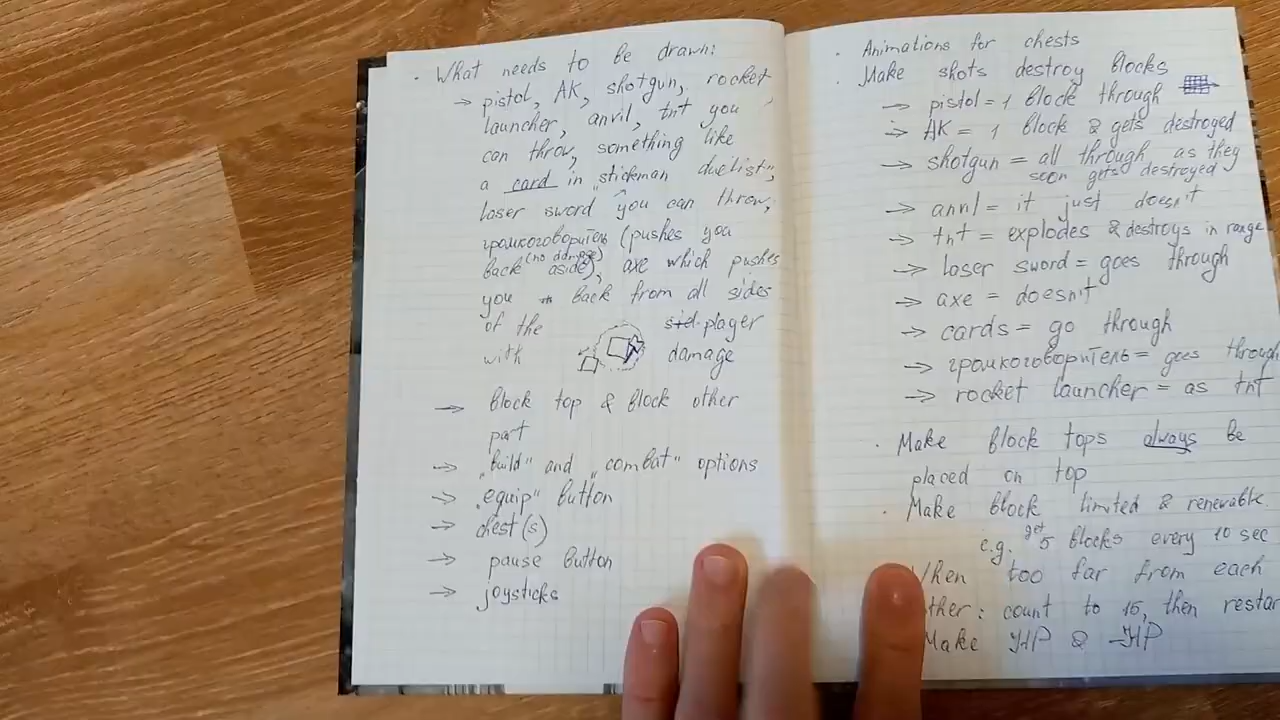 · What needs to be drawn:
→ pistol, AK, shotgun, rocket
launcher, anvil, tnt you
can throw, something like
a card in „stickman duelist",
loser sword you can throw,
громкоговоритель (pushes you
back (no damage) aside), axe which pushes
you back from all sides
of the player
with damage
→ block top & block other
part
→ „build" and „combat" options
→ „equip" button
→ chest(s)
→ pause button
→ joysticks
· Animations for chests
· Make shots destroy blocks
→ pistol = 1 block through
→ AK = 1 block & gets destroyed
→ shotgun = all through as they
soon gets destroyed
→ anvil = it just doesn't
→ tnt = explodes & destroys in range
→ loser sword = goes through
→ axe = doesn't
→ cards = go through
→ громкоговоритель = goes through
→ rocket launcher = as tnt
· Make block tops always be
placed on top
· Make block limited & renewable
e.g. get 5 blocks every 10 sec
When too far from each
ther: count to 15, then restar
Make HP & -HP